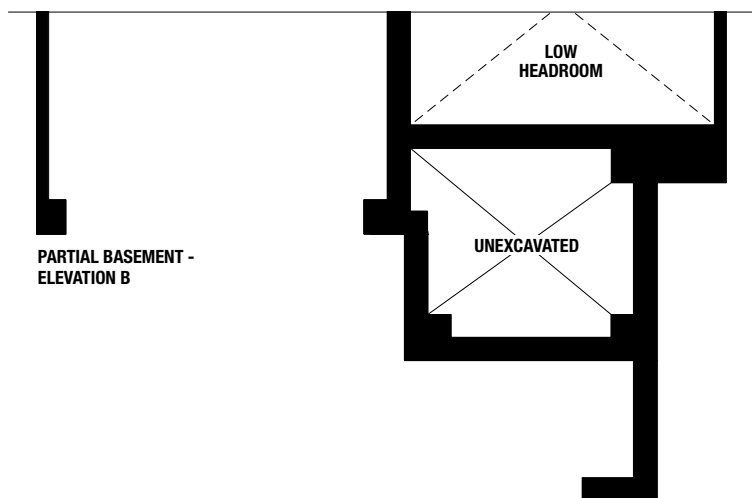 LOW
HEADROOM
UNEXCAVATED
PARTIAL BASEMENT -
ELEVATION B